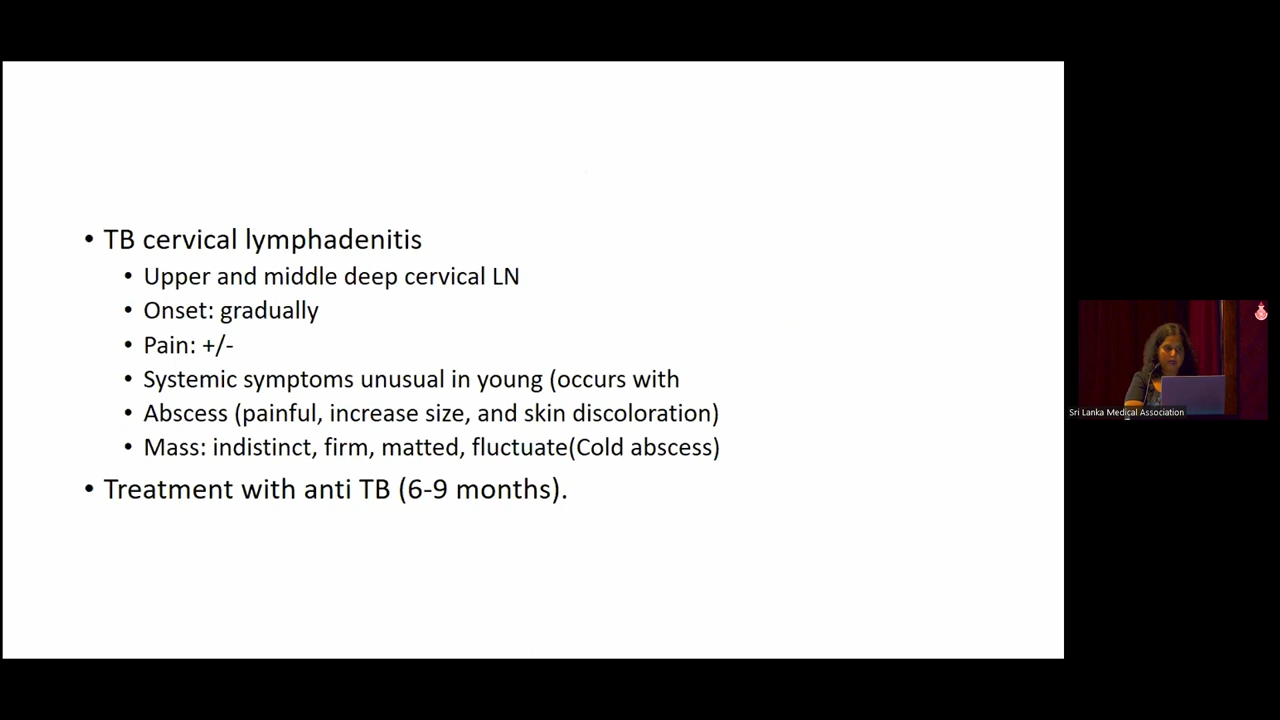 • TB cervical lymphadenitis
• Upper and middle deep cervical LN
• Onset: gradually
• Pain: +/-
• Systemic symptoms unusual in young (occurs with
• Abscess (painful, increase size, and skin discoloration)
• Mass: indistinct, firm, matted, fluctuate(Cold abscess)
• Treatment with anti TB (6-9 months).
Sri Lanka Medical Association